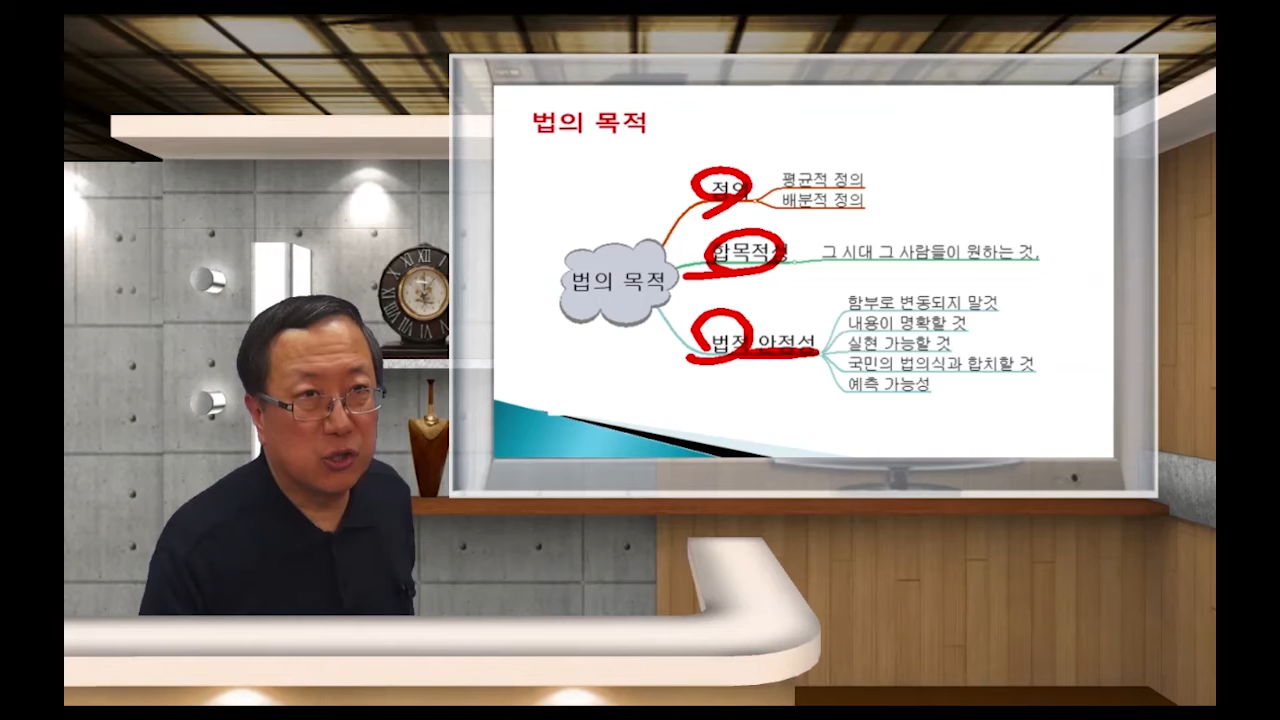 법의 목적
정의
평균적 정의
배분적 정의
합목적성
그 시대 그 사람들이 원하는 것,
법의 목적
법적 안정성
함부로 변동되지 말것
내용이 명확할 것
실현 가능할 것
국민의 법의식과 합치할 것
예측 가능성